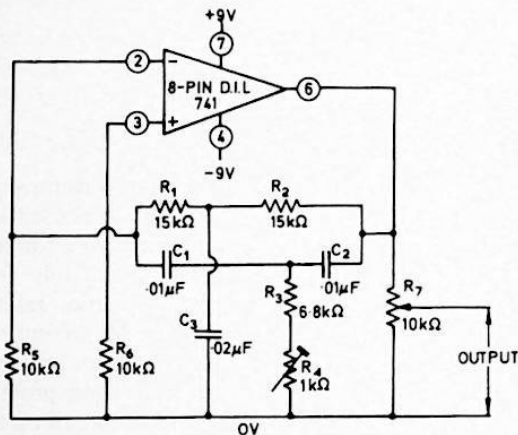 +9V
7
2
-
8-PIN D.I.L
741
6
3
+
4
-9V
R1
15kΩ
R2
15kΩ
C1
·01µF
C2
·01µF
R3
6·8kΩ
R7
10kΩ
C3
·02µF
R5
10kΩ
R6
10kΩ
R4
1kΩ
OUTPUT
0V